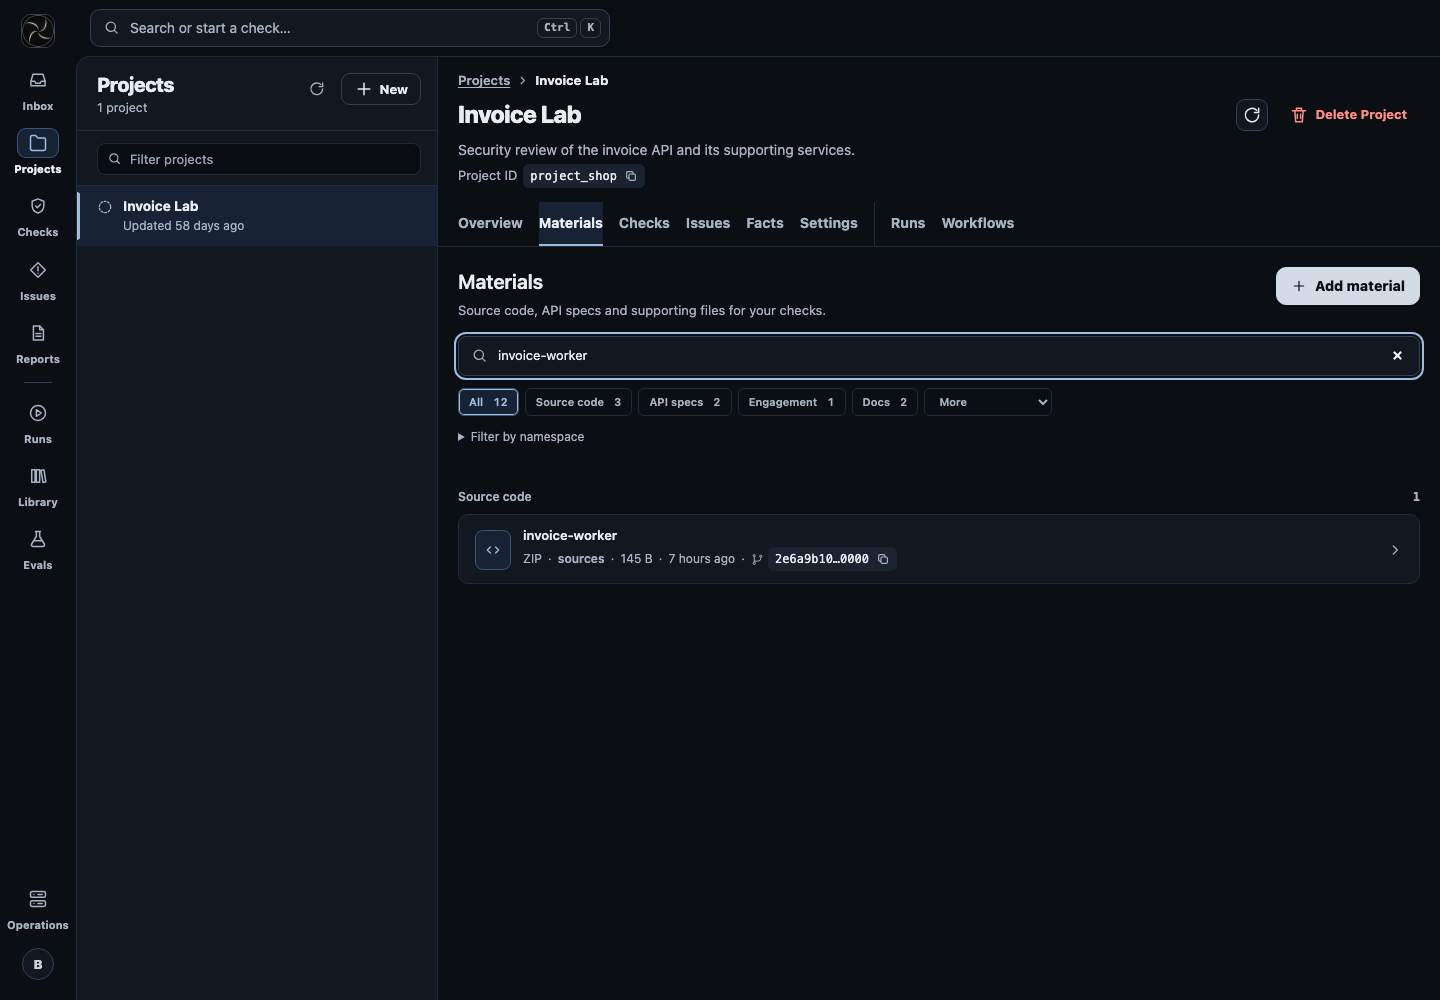 Search or start a check...
Ctrl K
Inbox
Projects
Checks
Issues
Reports
Runs
Library
Evals
Operations
B
Projects
1 project
New
Filter projects
Invoice Lab
Updated 58 days ago
Projects > Invoice Lab
Invoice Lab
Delete Project
Security review of the invoice API and its supporting services.
Project ID project_shop
Overview Materials Checks Issues Facts Settings Runs Workflows
Materials
Add material
Source code, API specs and supporting files for your checks.
invoice-worker
All 12 Source code 3 API specs 2 Engagement 1 Docs 2 More
Filter by namespace
Source code 1
invoice-worker
ZIP · sources · 145 B · 7 hours ago · 2e6a9b10…0000